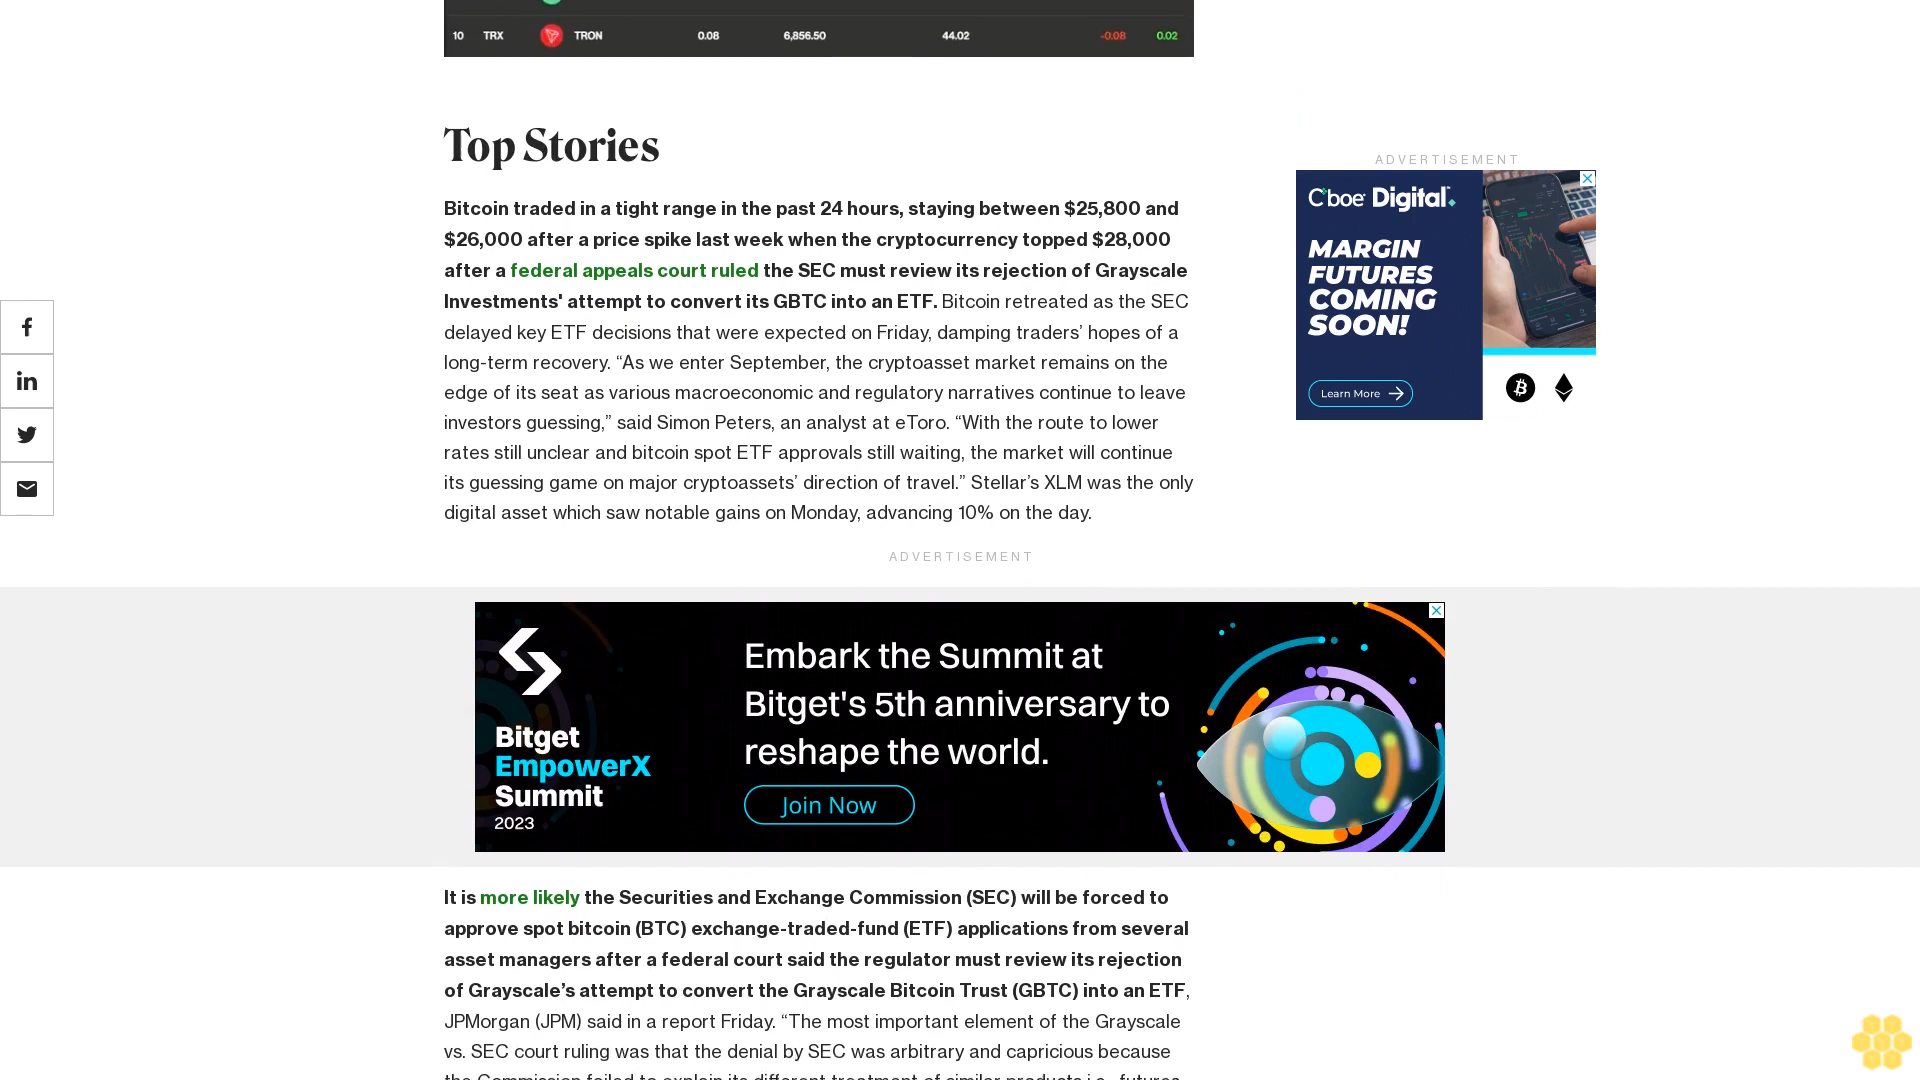 10 TRX TRON 0.08 6,856.50 44.02 -0.08 0.02
Top Stories
Bitcoin traded in a tight range in the past 24 hours, staying between $25,800 and
$26,000 after a price spike last week when the cryptocurrency topped $28,000
after a federal appeals court ruled the SEC must review its rejection of Grayscale
Investments' attempt to convert its GBTC into an ETF. Bitcoin retreated as the SEC
delayed key ETF decisions that were expected on Friday, damping traders’ hopes of a
long-term recovery. “As we enter September, the cryptoasset market remains on the
edge of its seat as various macroeconomic and regulatory narratives continue to leave
investors guessing,” said Simon Peters, an analyst at eToro. “With the route to lower
rates still unclear and bitcoin spot ETF approvals still waiting, the market will continue
its guessing game on major cryptoassets’ direction of travel.” Stellar’s XLM was the only
digital asset which saw notable gains on Monday, advancing 10% on the day.
ADVERTISEMENT
Cboe Digital
MARGIN
FUTURES
COMING
SOON!
Learn More
ADVERTISEMENT
Bitget
EmpowerX
Summit
2023
Embark the Summit at
Bitget's 5th anniversary to
reshape the world.
Join Now
It is more likely the Securities and Exchange Commission (SEC) will be forced to
approve spot bitcoin (BTC) exchange-traded-fund (ETF) applications from several
asset managers after a federal court said the regulator must review its rejection
of Grayscale’s attempt to convert the Grayscale Bitcoin Trust (GBTC) into an ETF,
JPMorgan (JPM) said in a report Friday. “The most important element of the Grayscale
vs. SEC court ruling was that the denial by SEC was arbitrary and capricious because
the Commission failed to explain its different treatment of similar products i.e., futures